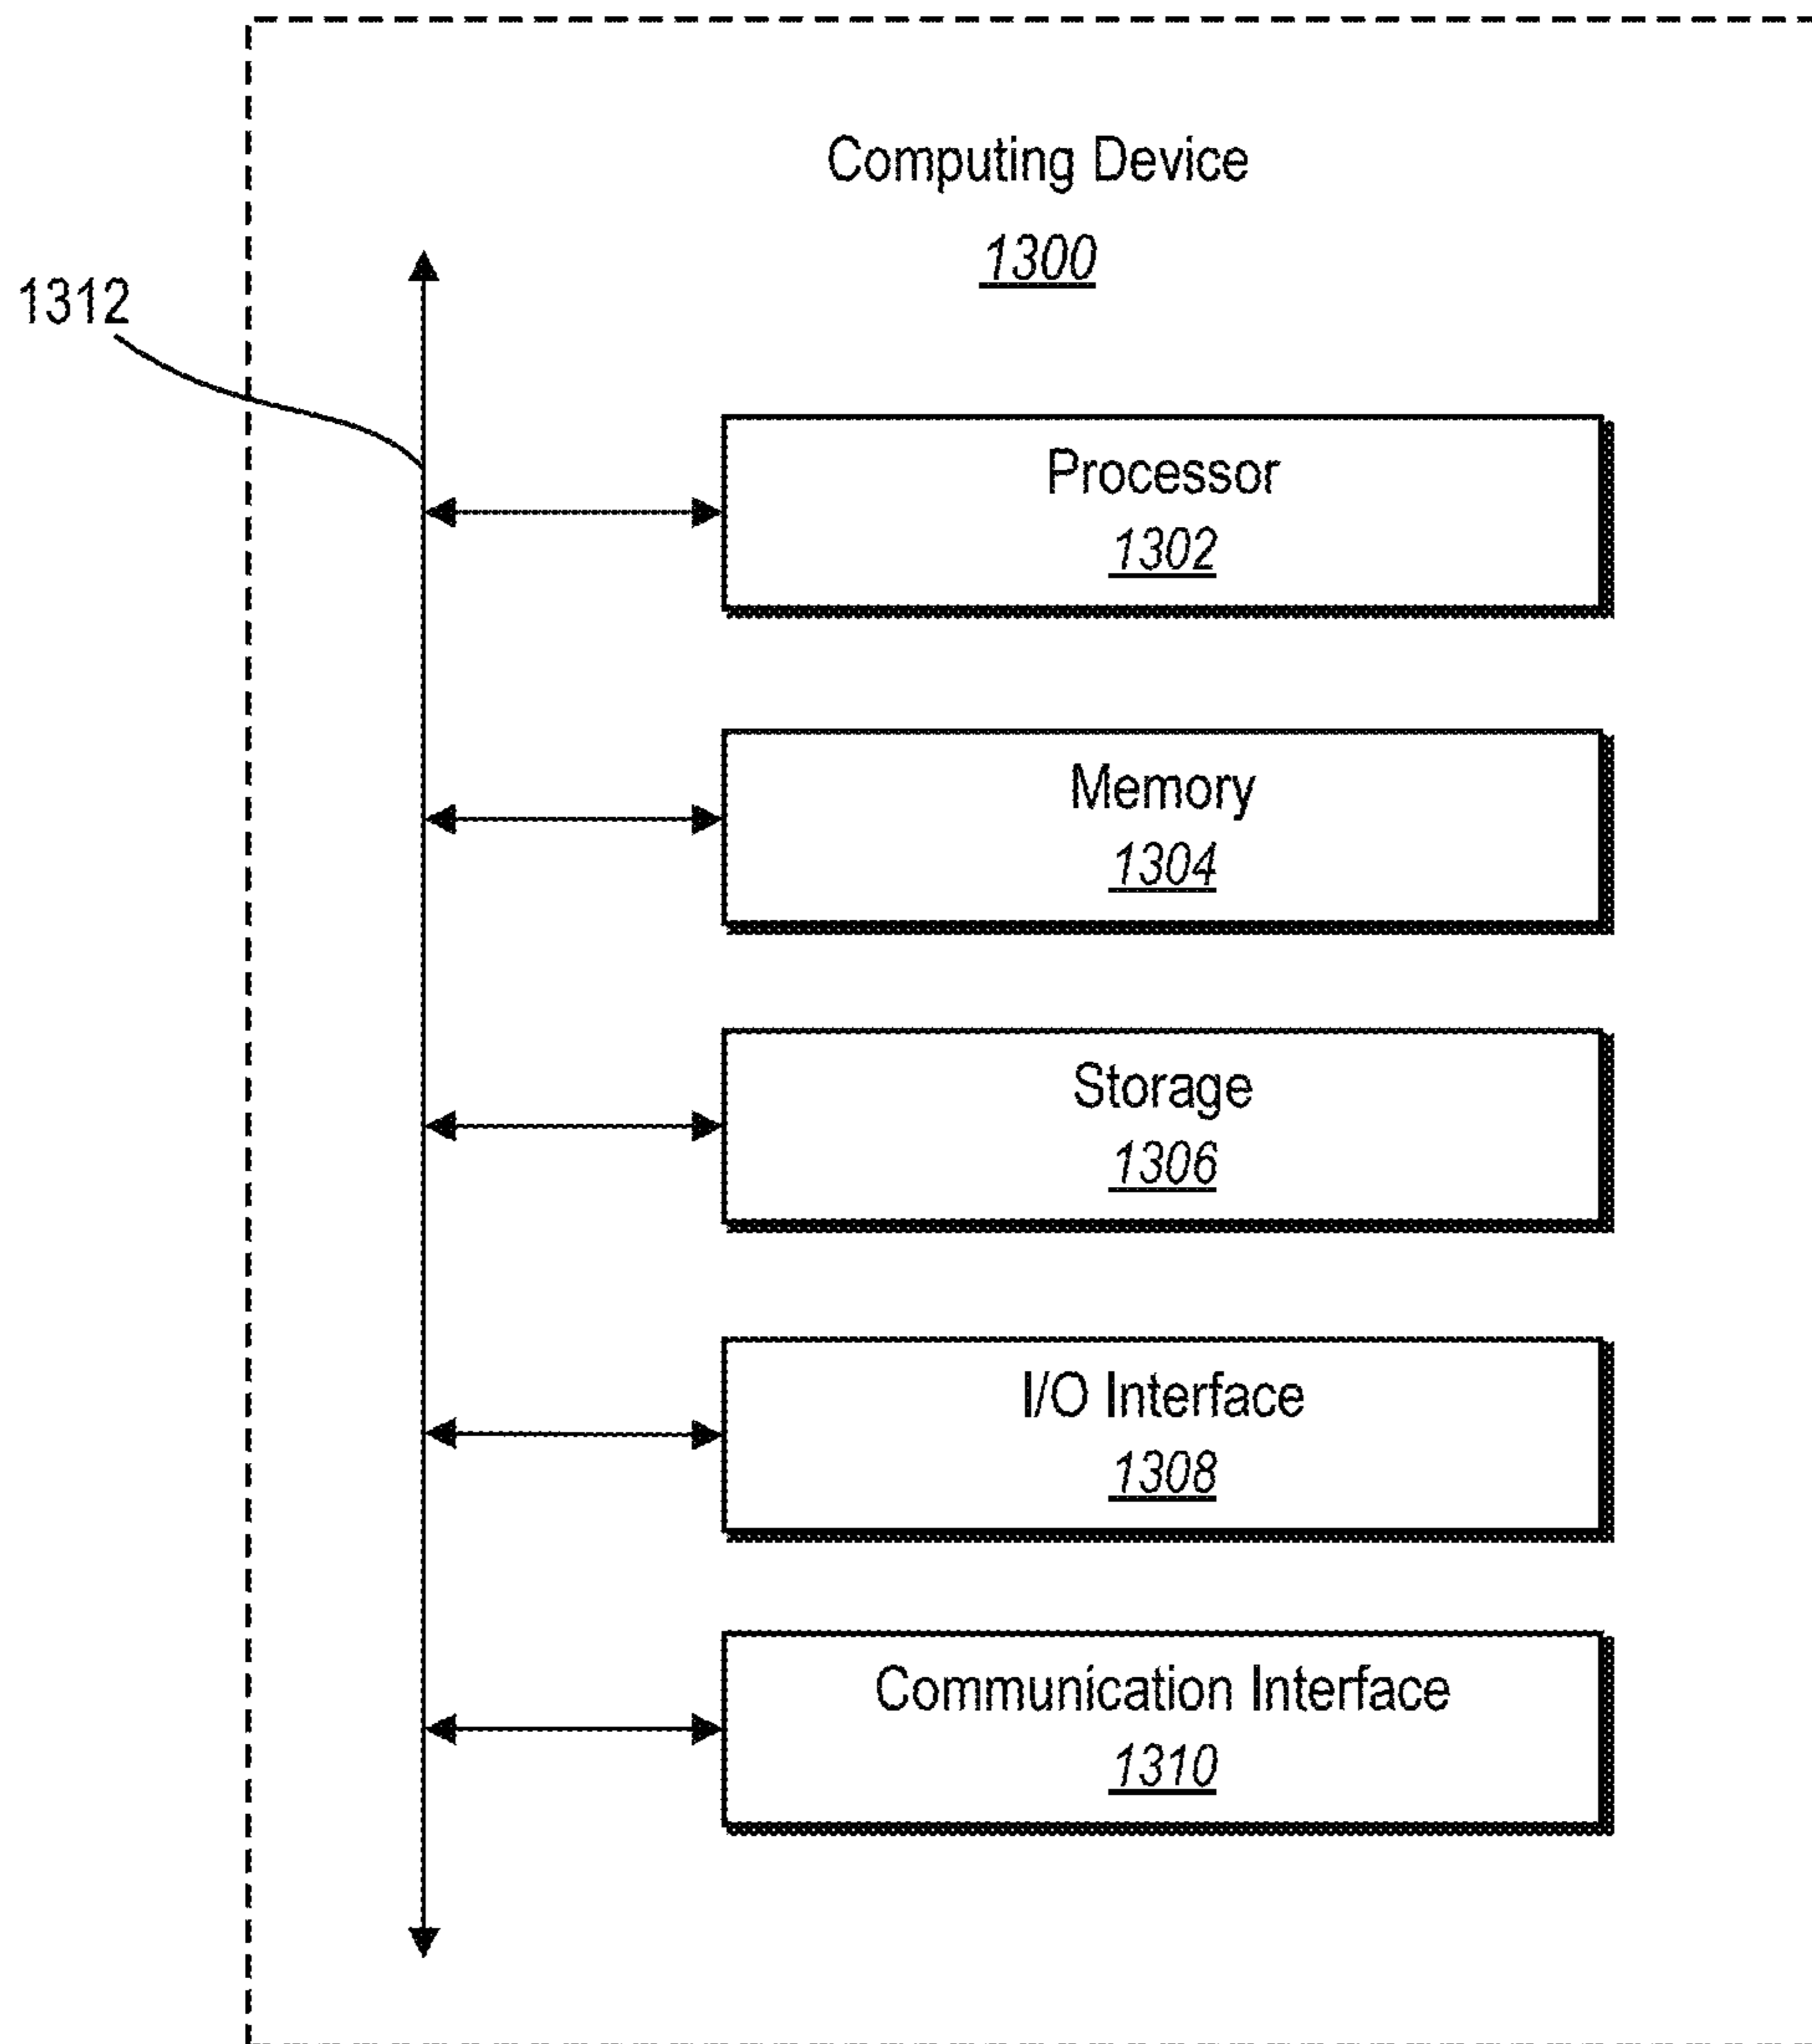 Computing Device
1300
1312
Processor
1302
Memory
1304
Storage
1306
I/O Interface
1308
Communication Interface
1310